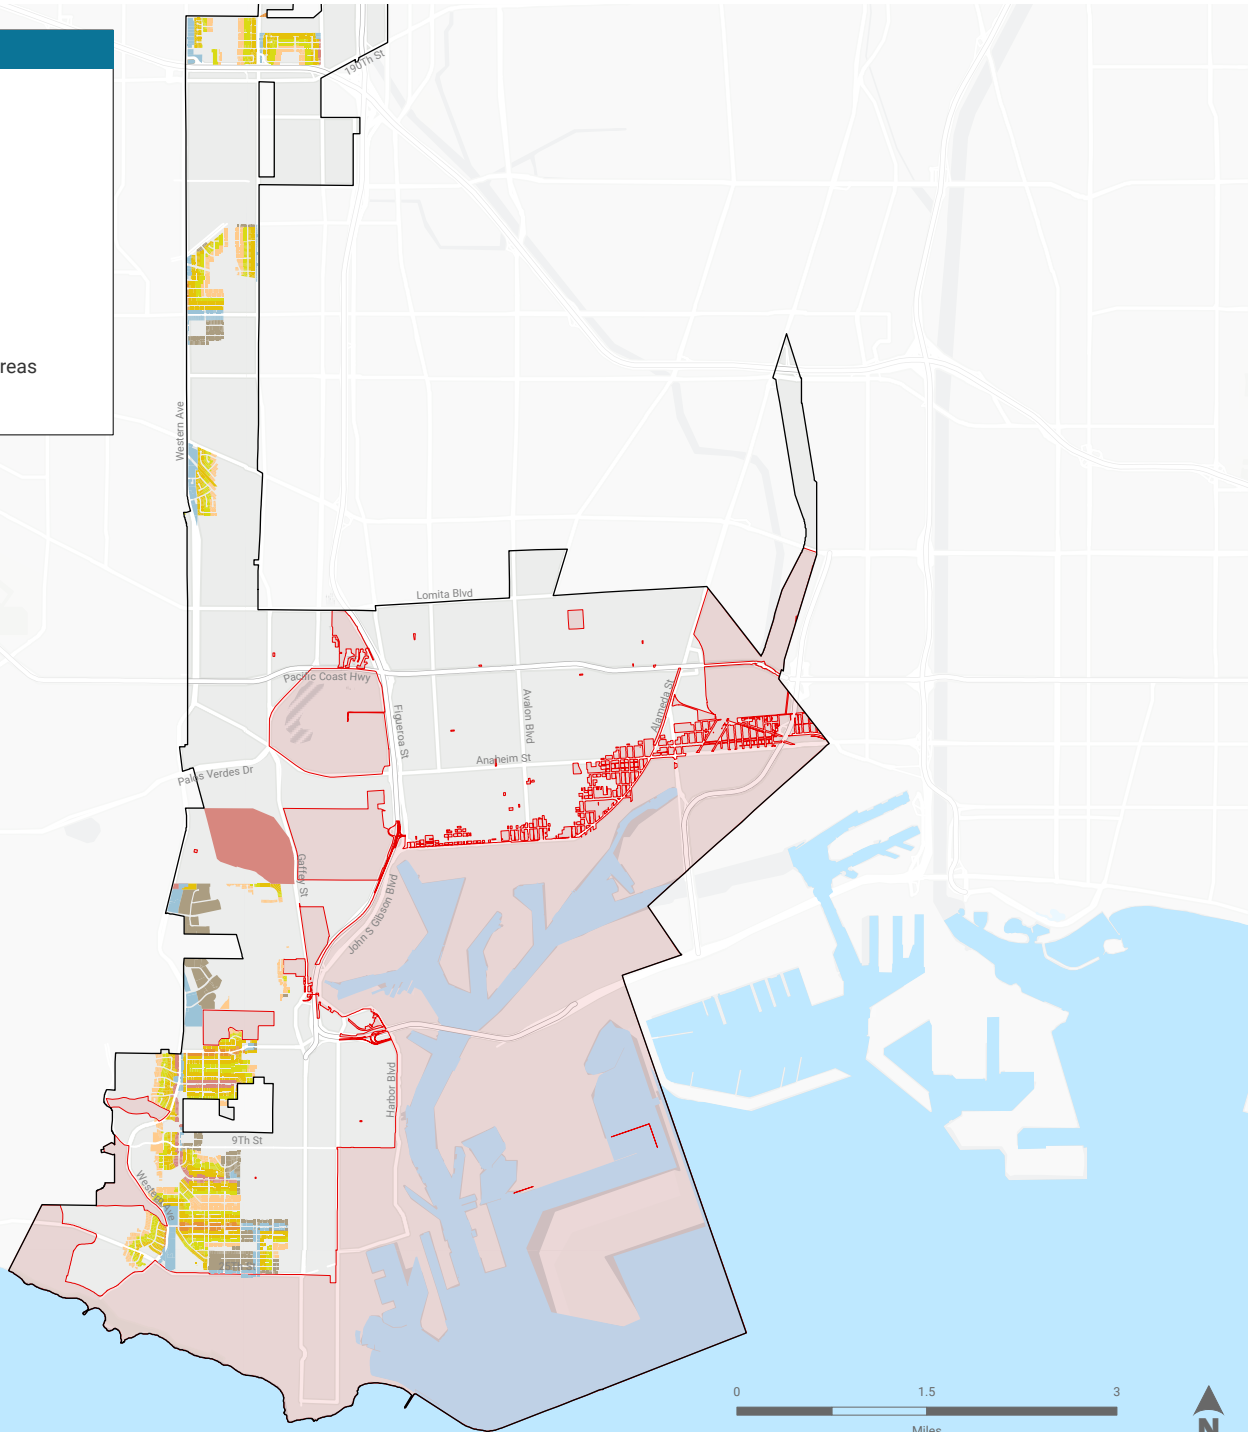 190Th St
reas
Western Ave
Lomita Blvd
Pacific Coast Hwy
Figueroa St
Avalon Blvd
Alameda St
Anaheim St
Palos Verdes Dr
Gaffey St
John S Gibson Blvd
Harbor Blvd
9Th St
Western Ave
0 1.5 3
Miles
N